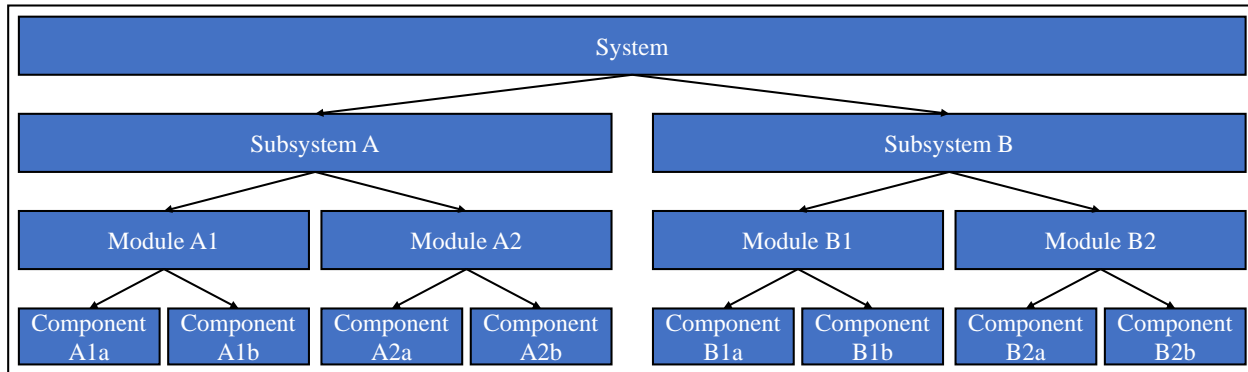 System
Subsystem A
Subsystem B
Module A1
Module A2
Module B1
Module B2
Component
A1a
Component
A1b
Component
A2a
Component
A2b
Component
B1a
Component
B1b
Component
B2a
Component
B2b